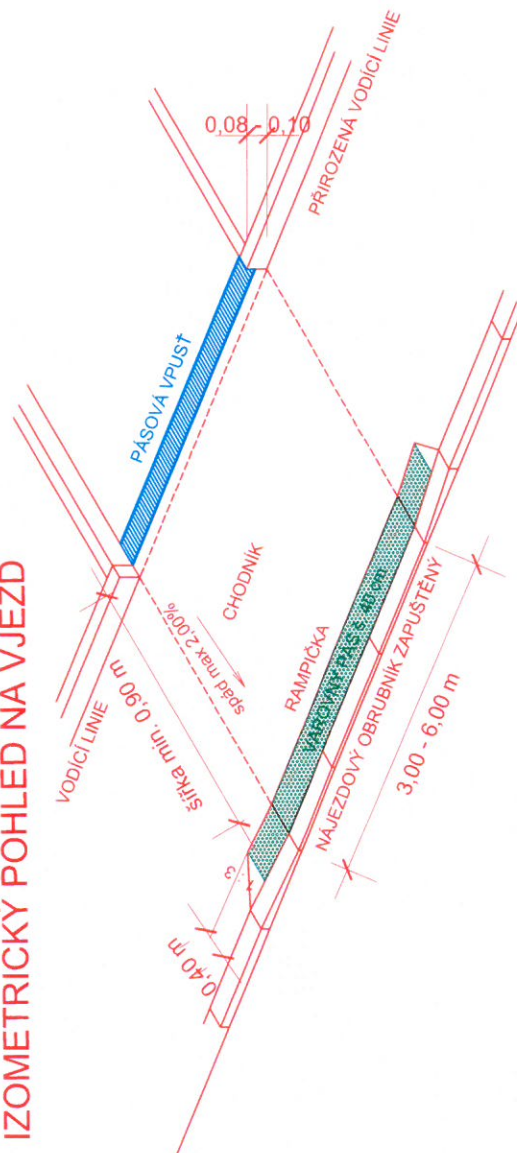 IZOMETRICKÝ POHLED NA VJEZD
VODÍCÍ LINIE
PÁSOVÁ VPUSŤ
0,08 - 0,10
PŘIROZENÁ VODÍCÍ LINIE
šířka min. 0,90 m
spád max 2,00%
CHODNÍK
RAMPIČKA
VAROVNÝ PÁS š. 40 cm
NÁJEZDOVÝ OBRUBNÍK ZAPUŠTĚNÝ
0,40 m
3,00 - 6,00 m